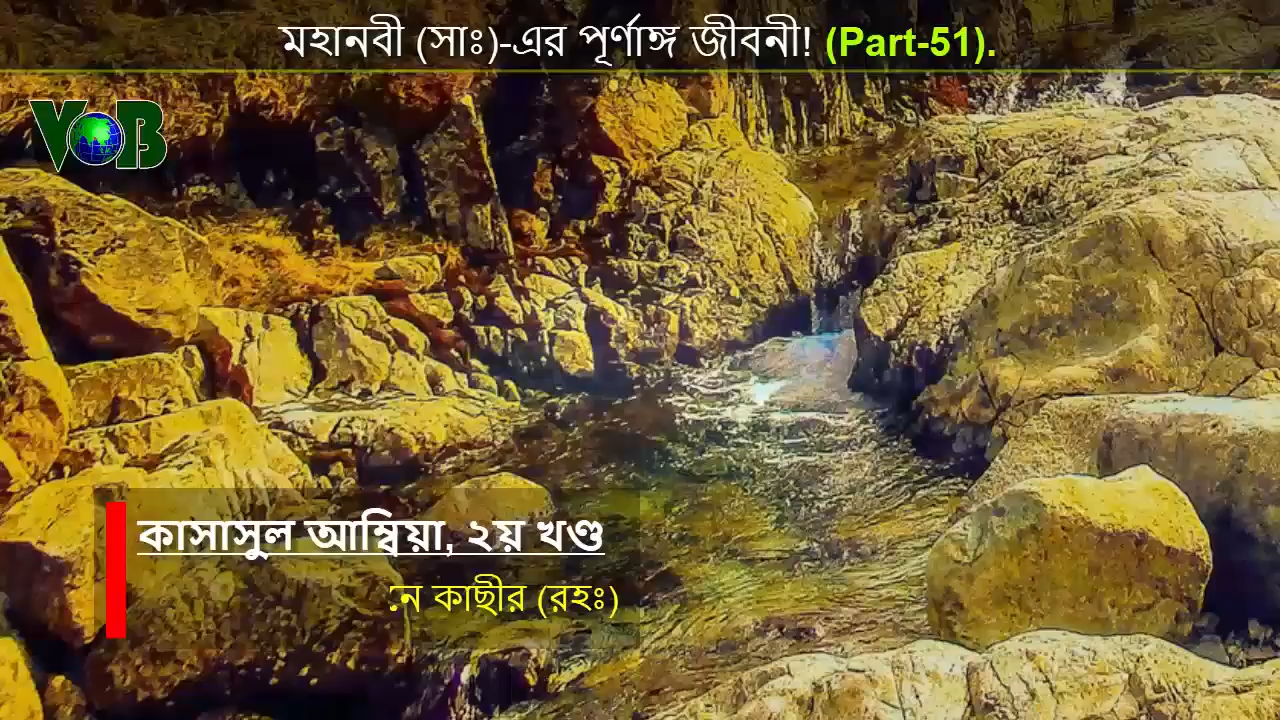 মহানবী (সাঃ)-এর পূর্ণাঙ্গ জীবনী! (Part-51).
VOB
কাসাসুল আম্বিয়া, ২য় খণ্ড
কাছীর (রহঃ)